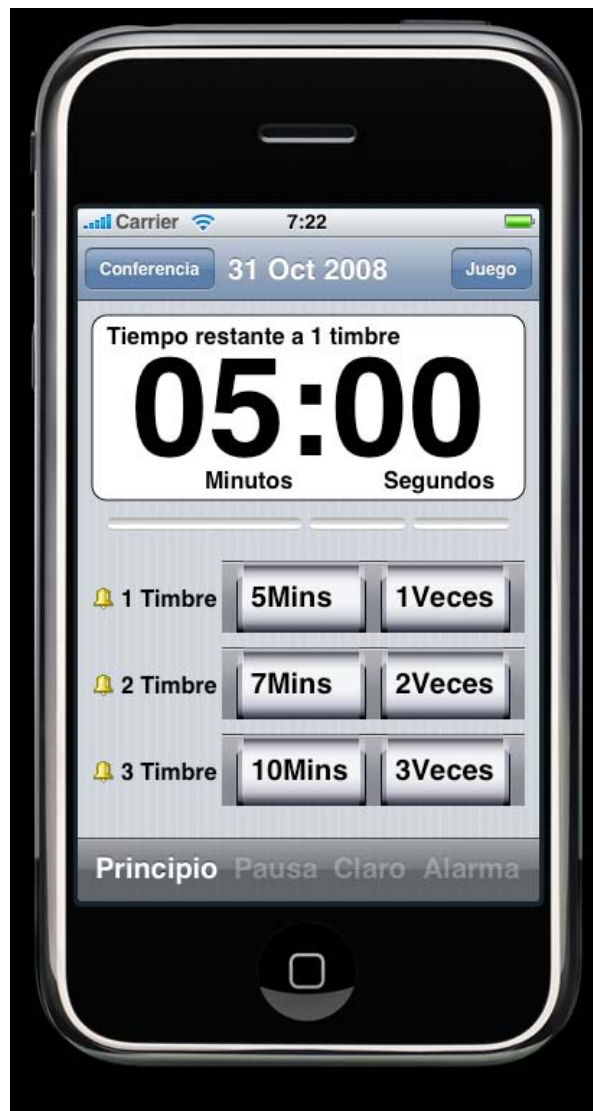 Carrier 7:22
Conferencia 31 Oct 2008 Juego
Tiempo restante a 1 timbre
05:00
Minutos Segundos
1 Timbre 5Mins 1Veces
2 Timbre 7Mins 2Veces
3 Timbre 10Mins 3Veces
Principio Pausa Claro Alarma